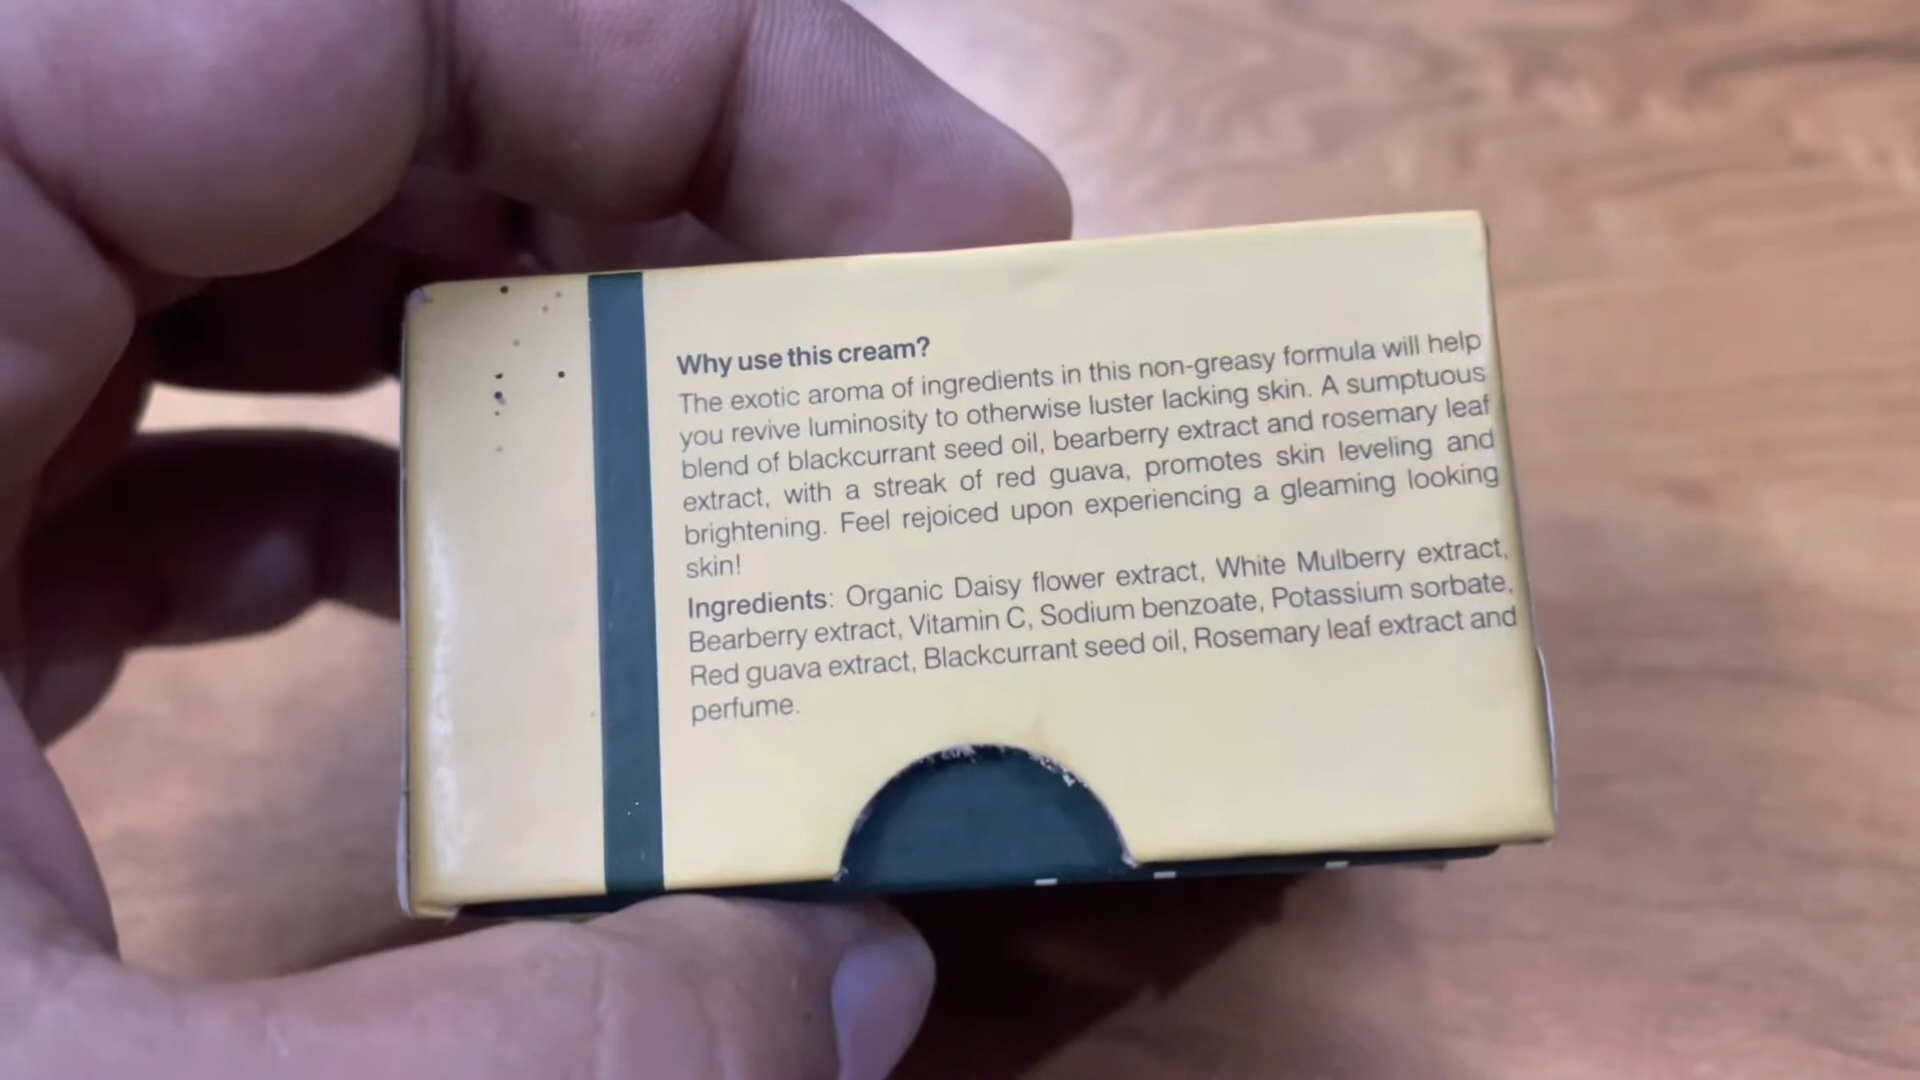 Why use this cream?
The exotic aroma of ingredients in this non-greasy formula will help
you revive luminosity to otherwise luster lacking skin. A sumptuous
blend of blackcurrant seed oil, bearberry extract and rosemary leaf
extract, with a streak of red guava, promotes skin leveling and
brightening. Feel rejoiced upon experiencing a gleaming looking
skin!
Ingredients: Organic Daisy flower extract, White Mulberry extract,
Bearberry extract, Vitamin C, Sodium benzoate, Potassium sorbate,
Red guava extract, Blackcurrant seed oil, Rosemary leaf extract and
perfume.